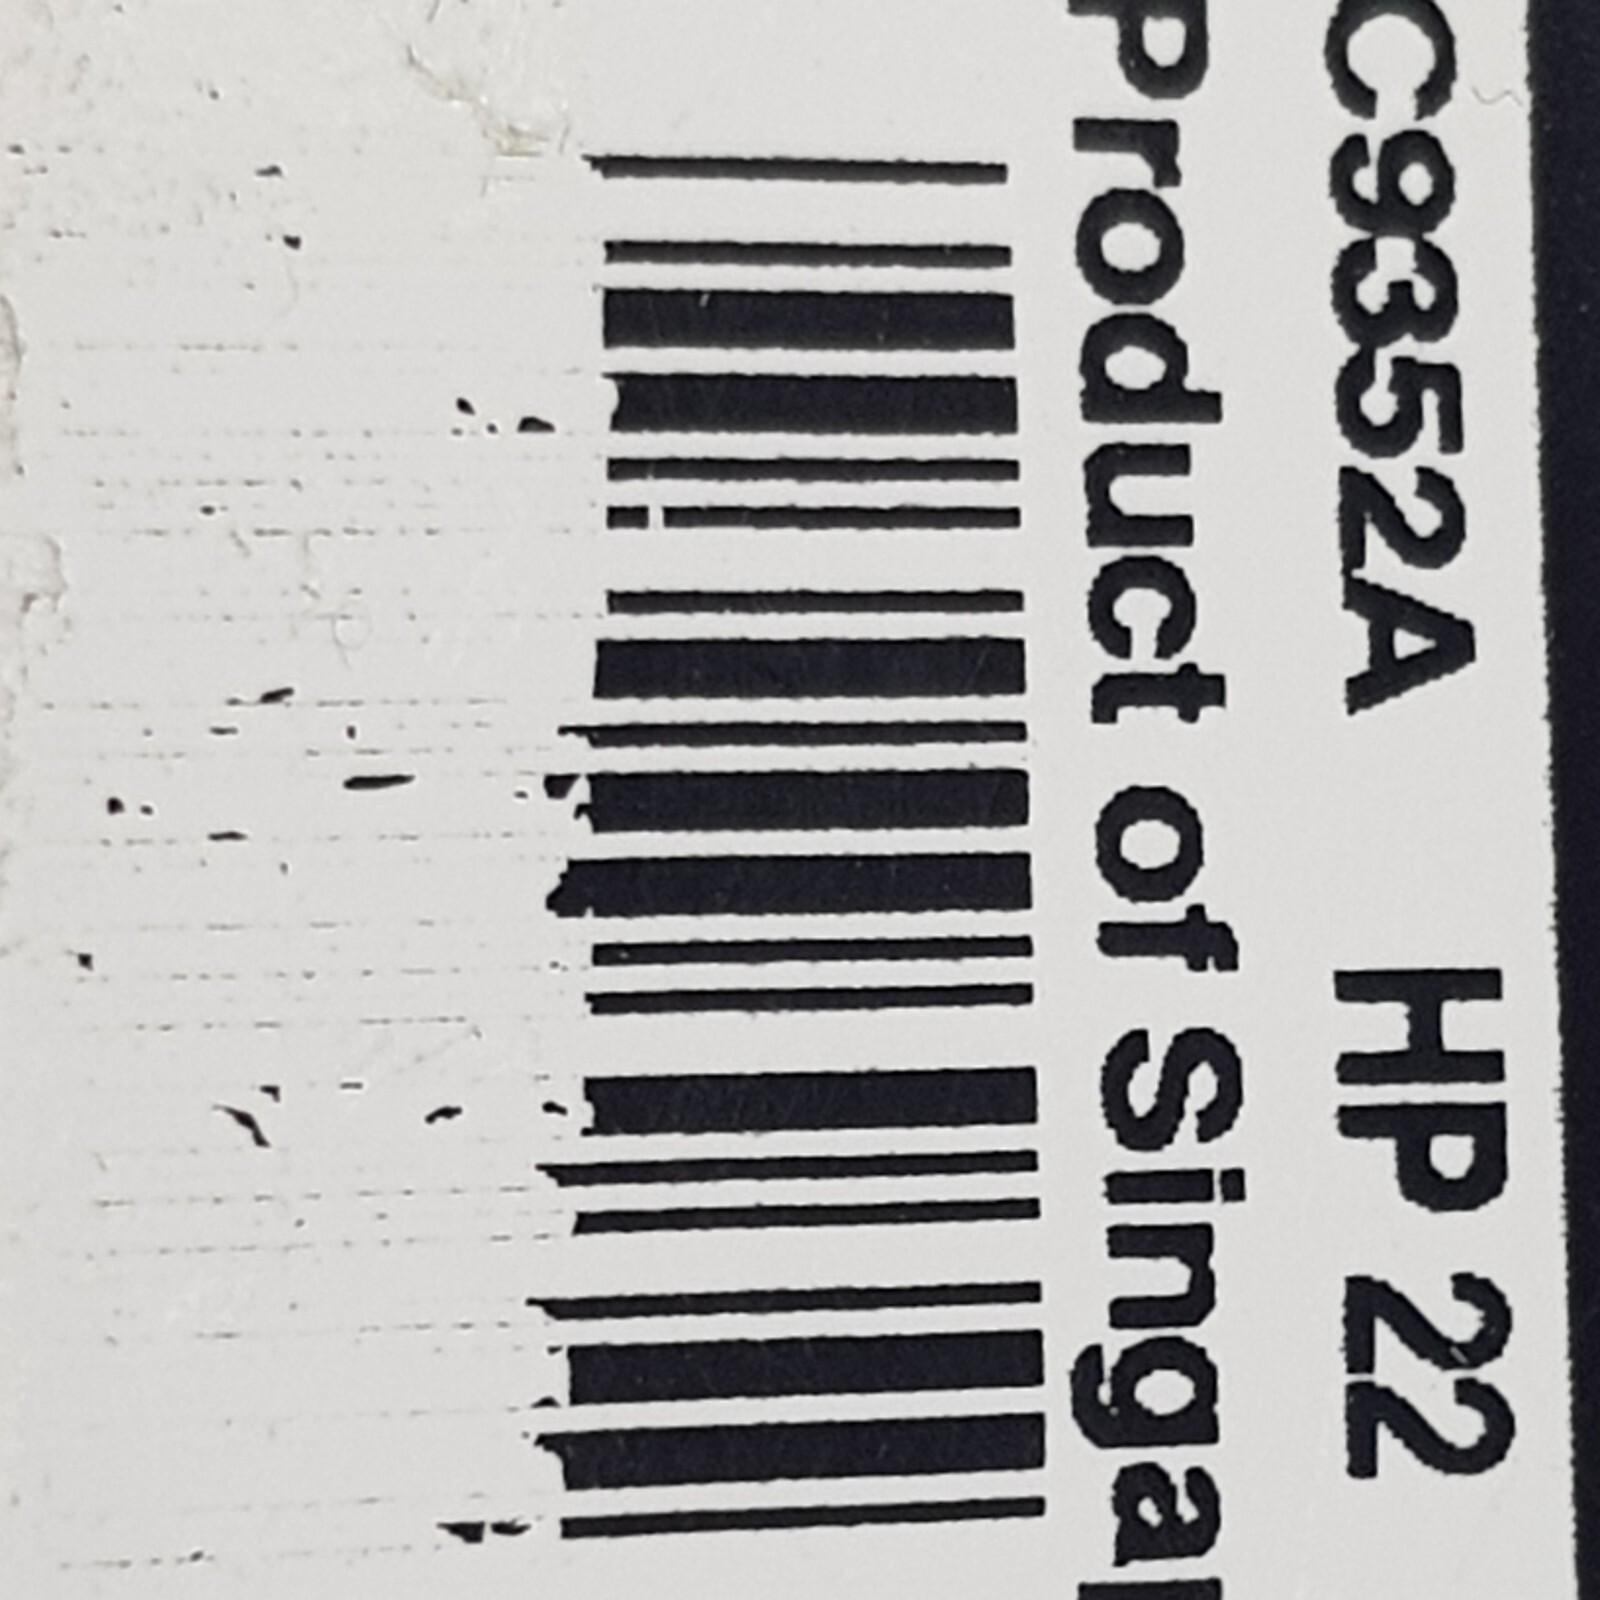 C9352A HP 22
Product of Singa